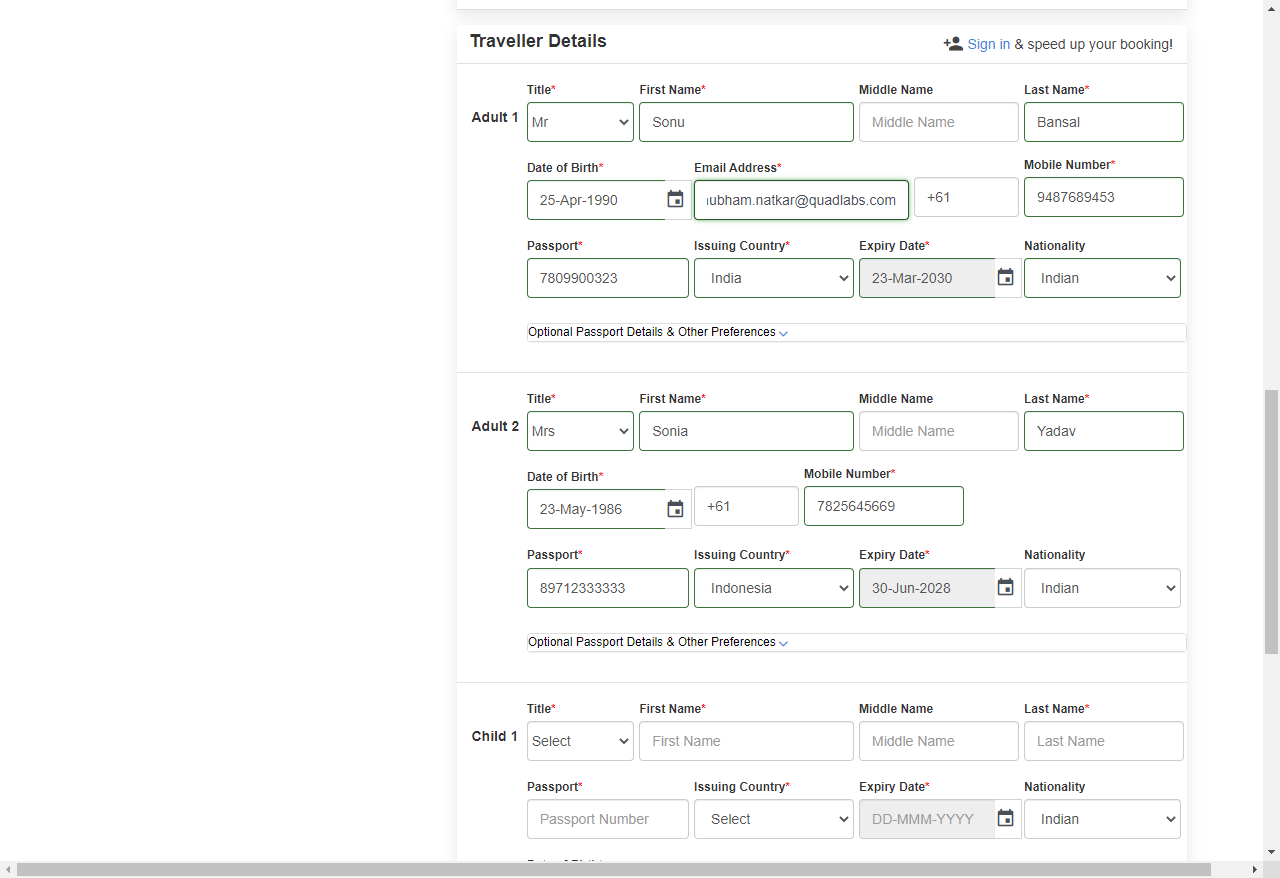 Traveller Details
Sign in & speed up your booking!
Title* First Name* Middle Name Last Name*
Adult 1 Mr Sonu Middle Name Bansal
Date of Birth* Email Address* Mobile Number*
25-Apr-1990 ubham.natkar@quadlabs.com +61 9487689453
Passport* Issuing Country* Expiry Date* Nationality
7809900323 India 23-Mar-2030 Indian
Optional Passport Details & Other Preferences
Title* First Name* Middle Name Last Name*
Adult 2 Mrs Sonia Middle Name Yadav
Date of Birth* Mobile Number*
23-May-1986 +61 7825645669
Passport* Issuing Country* Expiry Date* Nationality
89712333333 Indonesia 30-Jun-2028 Indian
Optional Passport Details & Other Preferences
Title* First Name* Middle Name Last Name*
Child 1 Select First Name Middle Name Last Name
Passport* Issuing Country* Expiry Date* Nationality
Passport Number Select DD-MMM-YYYY Indian